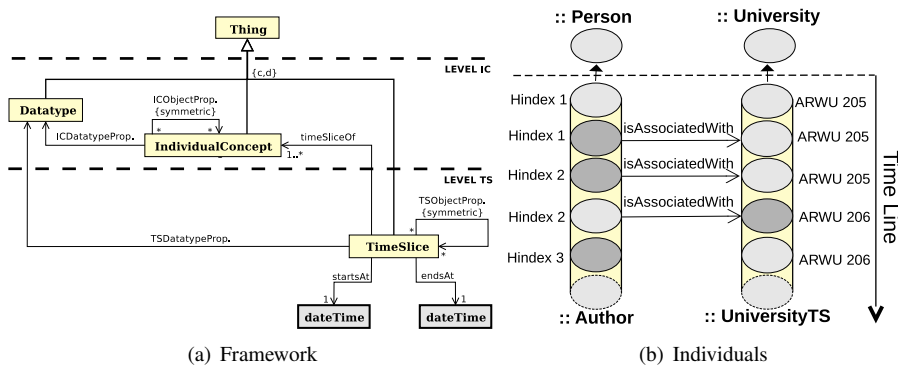 Thing
LEVEL IC
{c,d}
Datatype
ICObjectProp.
{symmetric}
*
*
ICDatatypeProp.
IndividualConcept
timeSliceOf
1..*
LEVEL TS
TSObjectProp.
{symmetric}
*
TSDatatypeProp.
TimeSlice
*
startsAt
endsAt
1
1
dateTime
dateTime
(a) Framework
:: Person
:: University
Hindex 1
ARWU 205
Hindex 1
isAssociatedWith
ARWU 205
Hindex 2
isAssociatedWith
ARWU 205
Hindex 2
isAssociatedWith
ARWU 206
Hindex 3
ARWU 206
Time Line
:: Author
:: UniversityTS
(b) Individuals